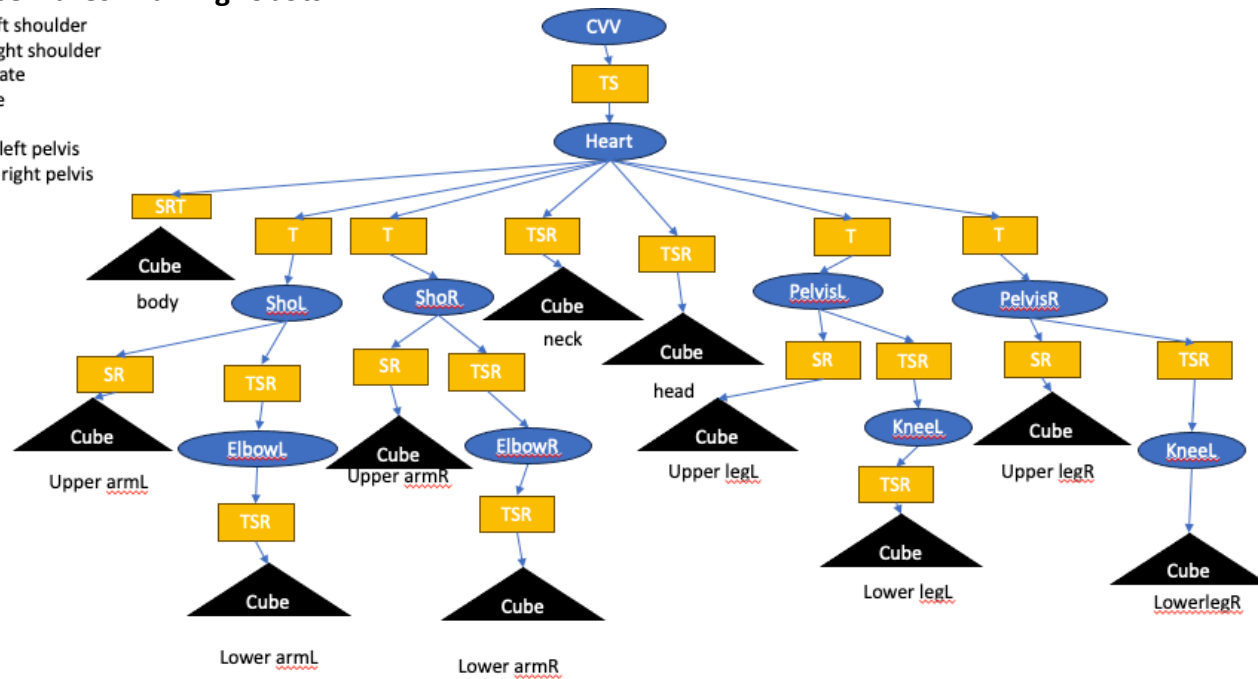 ft shoulder
ght shoulder
ate
e
left pelvis
right pelvis
CVV
TS
Heart
SRT
T
T
TSR
TSR
T
T
Cube
body
ShoL
ShoR
Cube
neck
Cube
head
PelvisL
PelvisR
SR
TSR
SR
TSR
SR
TSR
SR
TSR
Cube
Upper armL
ElbowL
Cube
Upper armR
ElbowR
Cube
Upper legL
KneeL
Cube
Upper legR
KneeL
TSR
TSR
TSR
Cube
Lower armL
Cube
Lower armR
Cube
Lower legL
Cube
LowerlegR